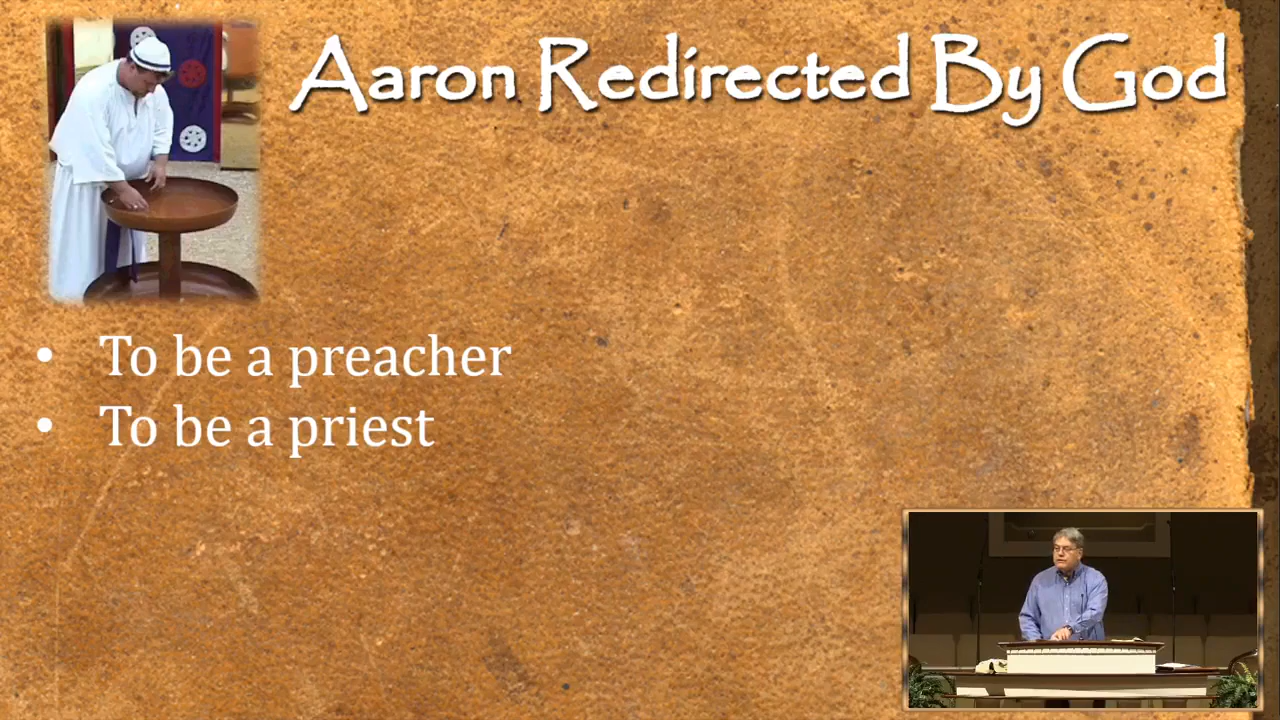 Aaron Redirected By God
• To be a preacher
• To be a priest